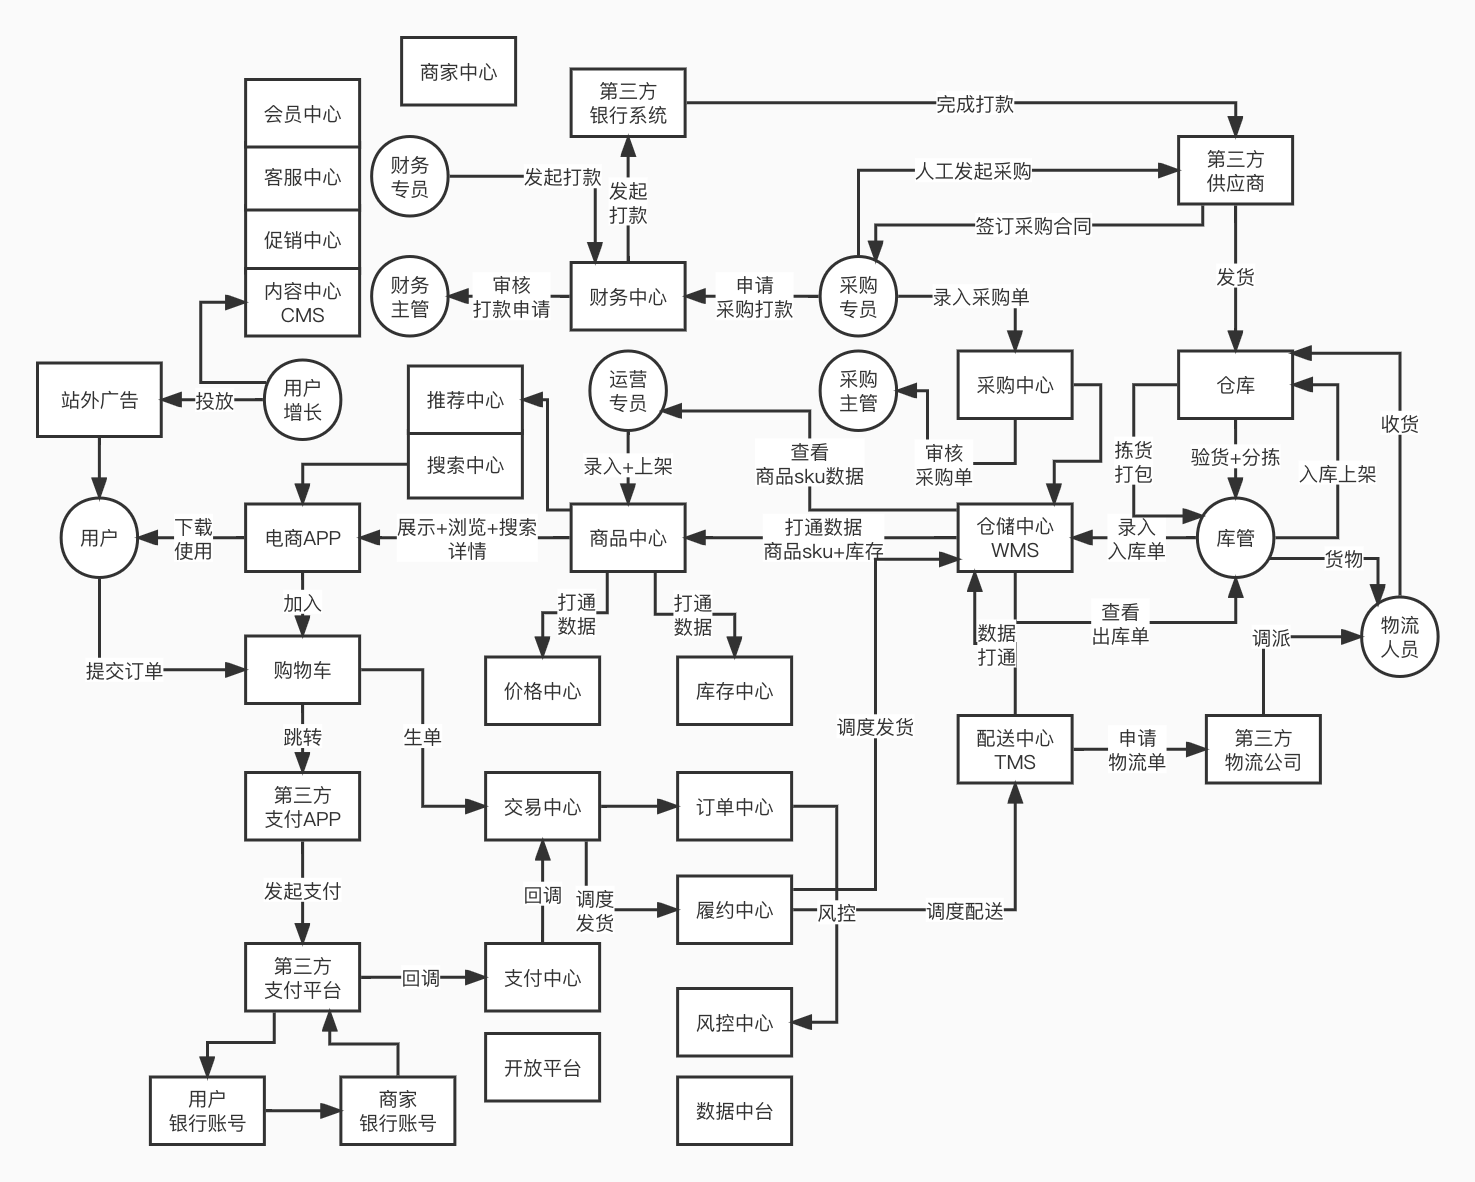 商家中心
会员中心
客服中心
促销中心
内容中心
CMS
第三方
银行系统
完成打款
财务
专员
发起打款
发起
打款
人工发起采购
第三方
供应商
签订采购合同
财务
主管
审核
打款申请
财务中心
申请
采购打款
采购
专员
录入采购单
发货
站外广告
投放
用户
增长
推荐中心
搜索中心
运营
专员
采购
主管
采购中心
仓库
收货
录入+上架
查看
商品sku数据
审核
采购单
拣货
打包
验货+分拣
入库上架
用户
下载
使用
电商APP
展示+浏览+搜索
详情
商品中心
打通数据
商品sku+库存
仓储中心
WMS
录入
入库单
库管
货物
加入
打通
数据
打通
数据
数据
打通
查看
出库单
调派
物流
人员
提交订单
购物车
价格中心
库存中心
跳转
生单
调度发货
配送中心
TMS
申请
物流单
第三方
物流公司
第三方
支付APP
交易中心
订单中心
发起支付
回调
调度
发货
履约中心
风控
调度配送
第三方
支付平台
回调
支付中心
风控中心
开放平台
用户
银行账号
商家
银行账号
数据中台